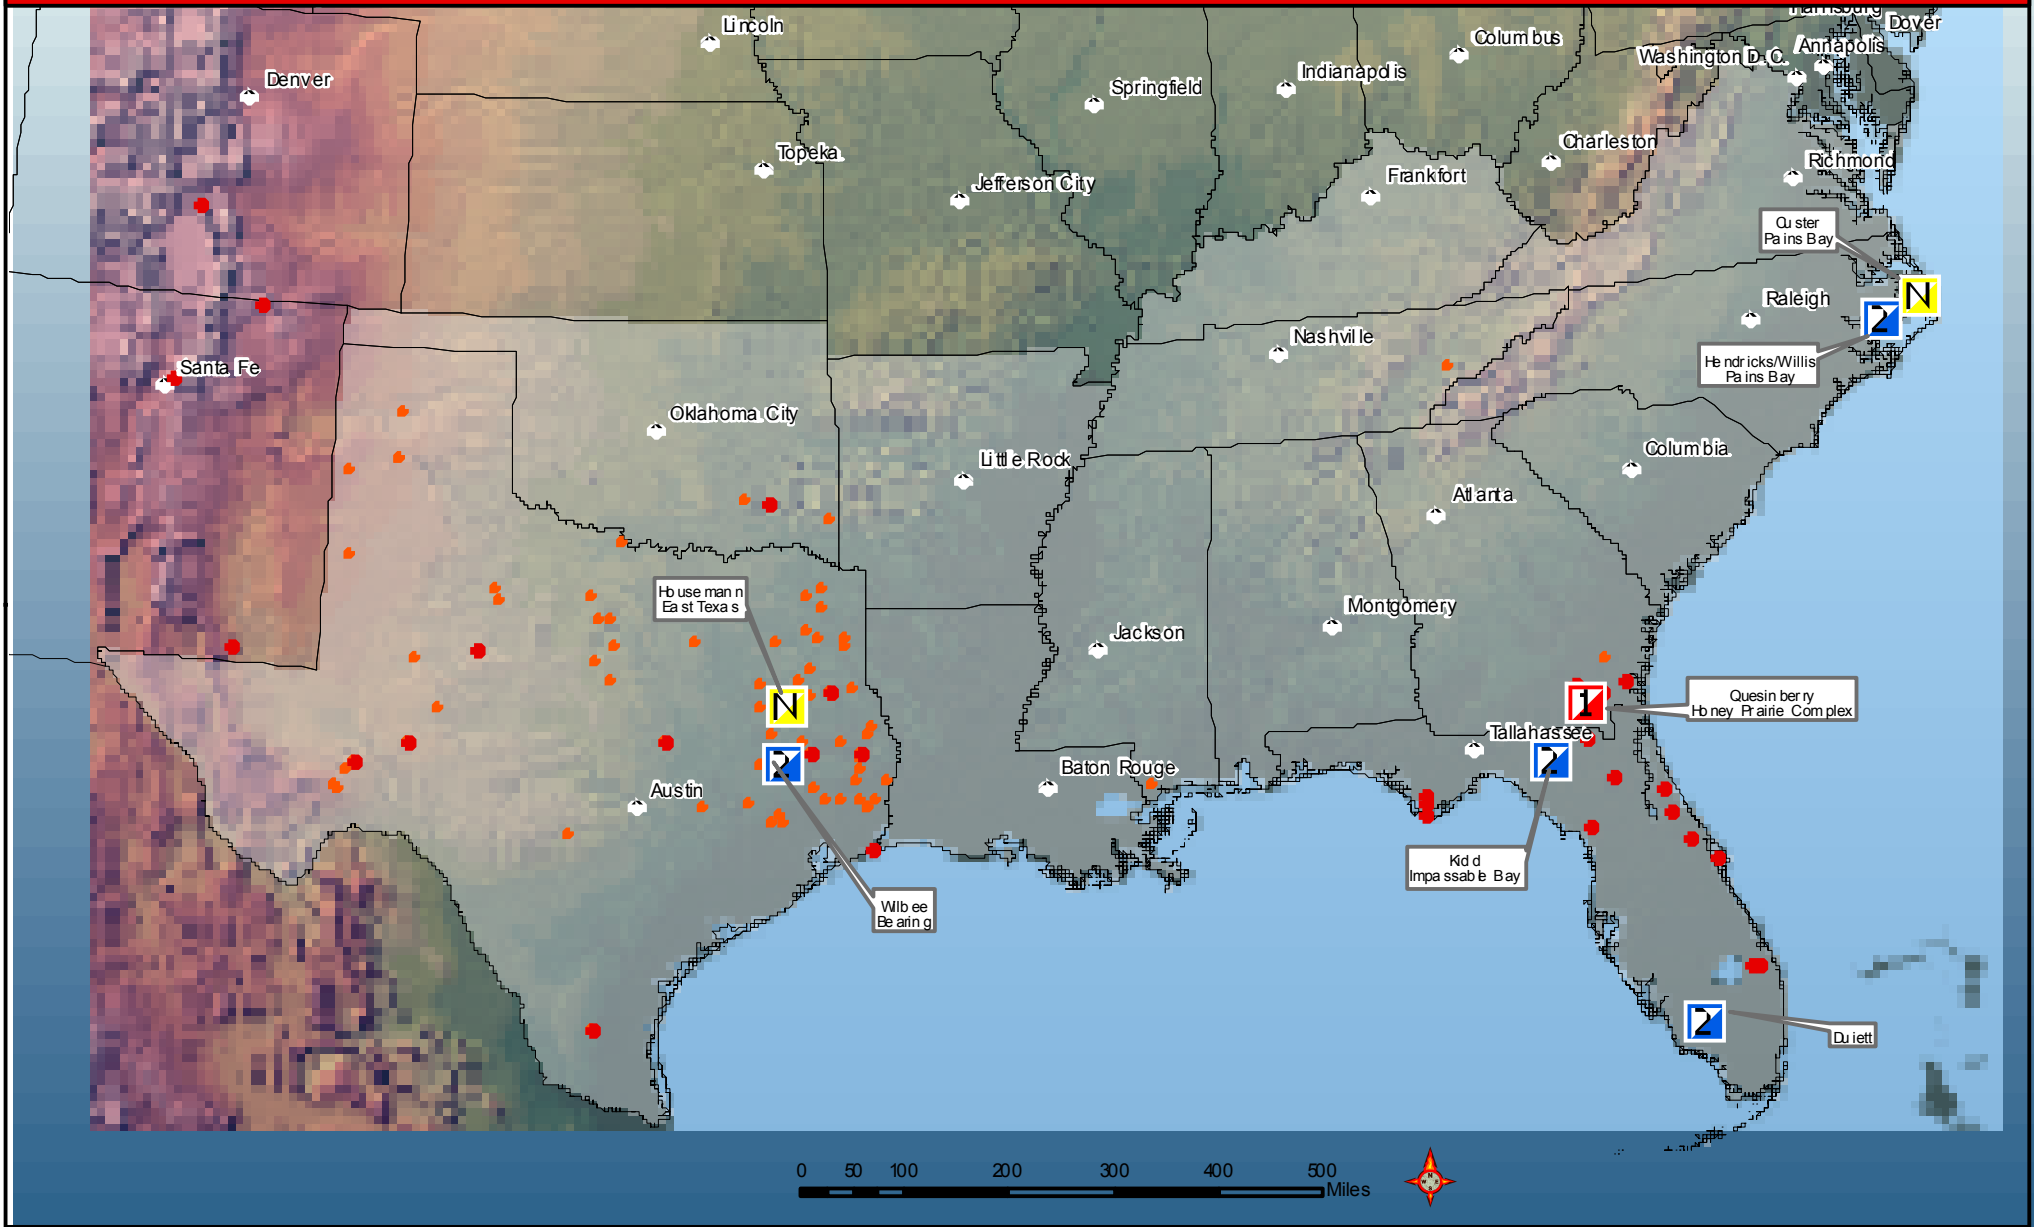 Harrisburg
Dover
Lincoln
Columbus
Annapolis
Washington D.C.
Denver
Indianapolis
Springfield
Charleston
Topeka
Richmond
Frankfort
Jefferson City
Custer
Pains Bay
N
Raleigh
2
Nashville
Hendricks/Willis
Pains Bay
Santa Fe
Oklahoma City
Columbia
Little Rock
Atlanta
Housemann
East Texas
Montgomery
Jackson
N
1
Quesinberry
Honey Prairie Complex
Tallahassee
2
2
Baton Rouge
Austin
Kidd
Impassable Bay
Wilbee
Bearing
2
Duiett
0 50 100 200 300 400 500
Miles
N
W E
S